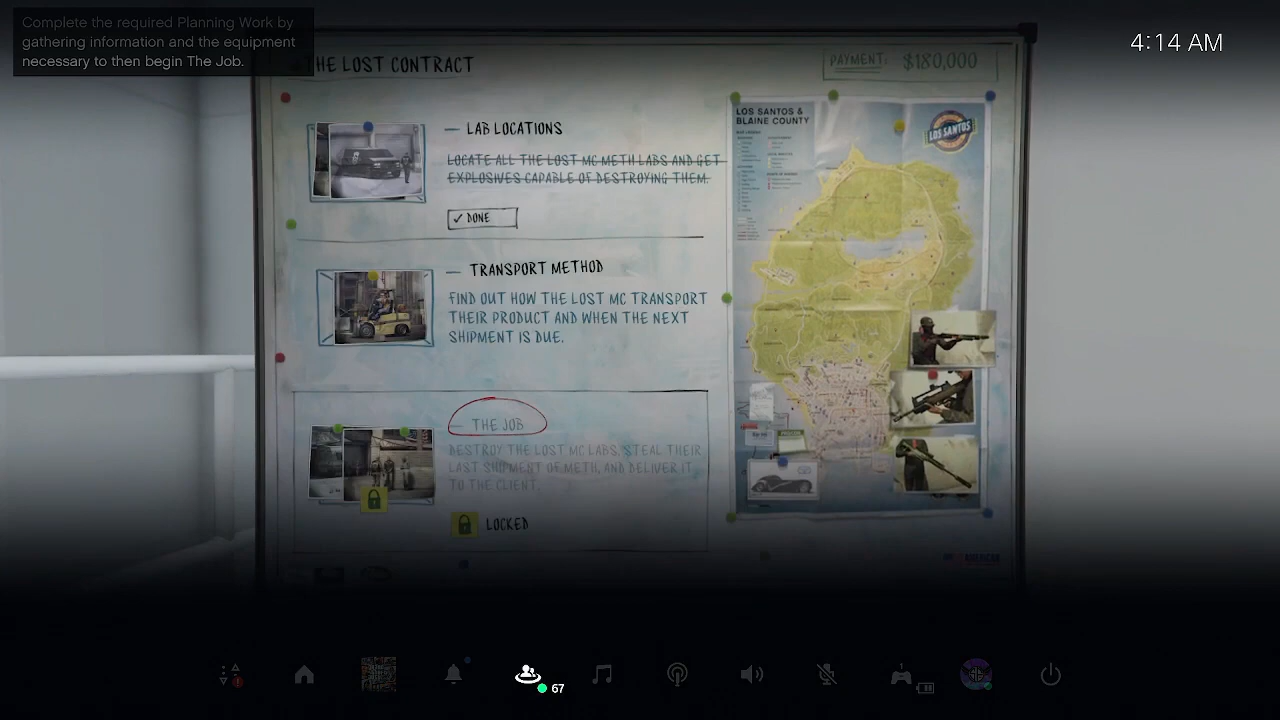 Complete the required Planning Work by
gathering information and the equipment
necessary to then begin The Job.
4:14 AM
THE LOST CONTRACT
PAYMENT: $180,000
LAB LOCATIONS
LOCATE ALL THE LOST MC METH LABS AND GET
EXPLOSIVES CAPABLE OF DESTROYING THEM.
✓ DONE
TRANSPORT METHOD
FIND OUT HOW THE LOST MC TRANSPORT
THEIR PRODUCT AND WHEN THE NEXT
SHIPMENT IS DUE.
THE JOB
DESTROY THE LOST MC LABS, STEAL THEIR
LAST SHIPMENT OF METH, AND DELIVER IT
TO THE CLIENT.
LOCKED
LOS SANTOS &
BLAINE COUNTY
LOS SANTOS
67